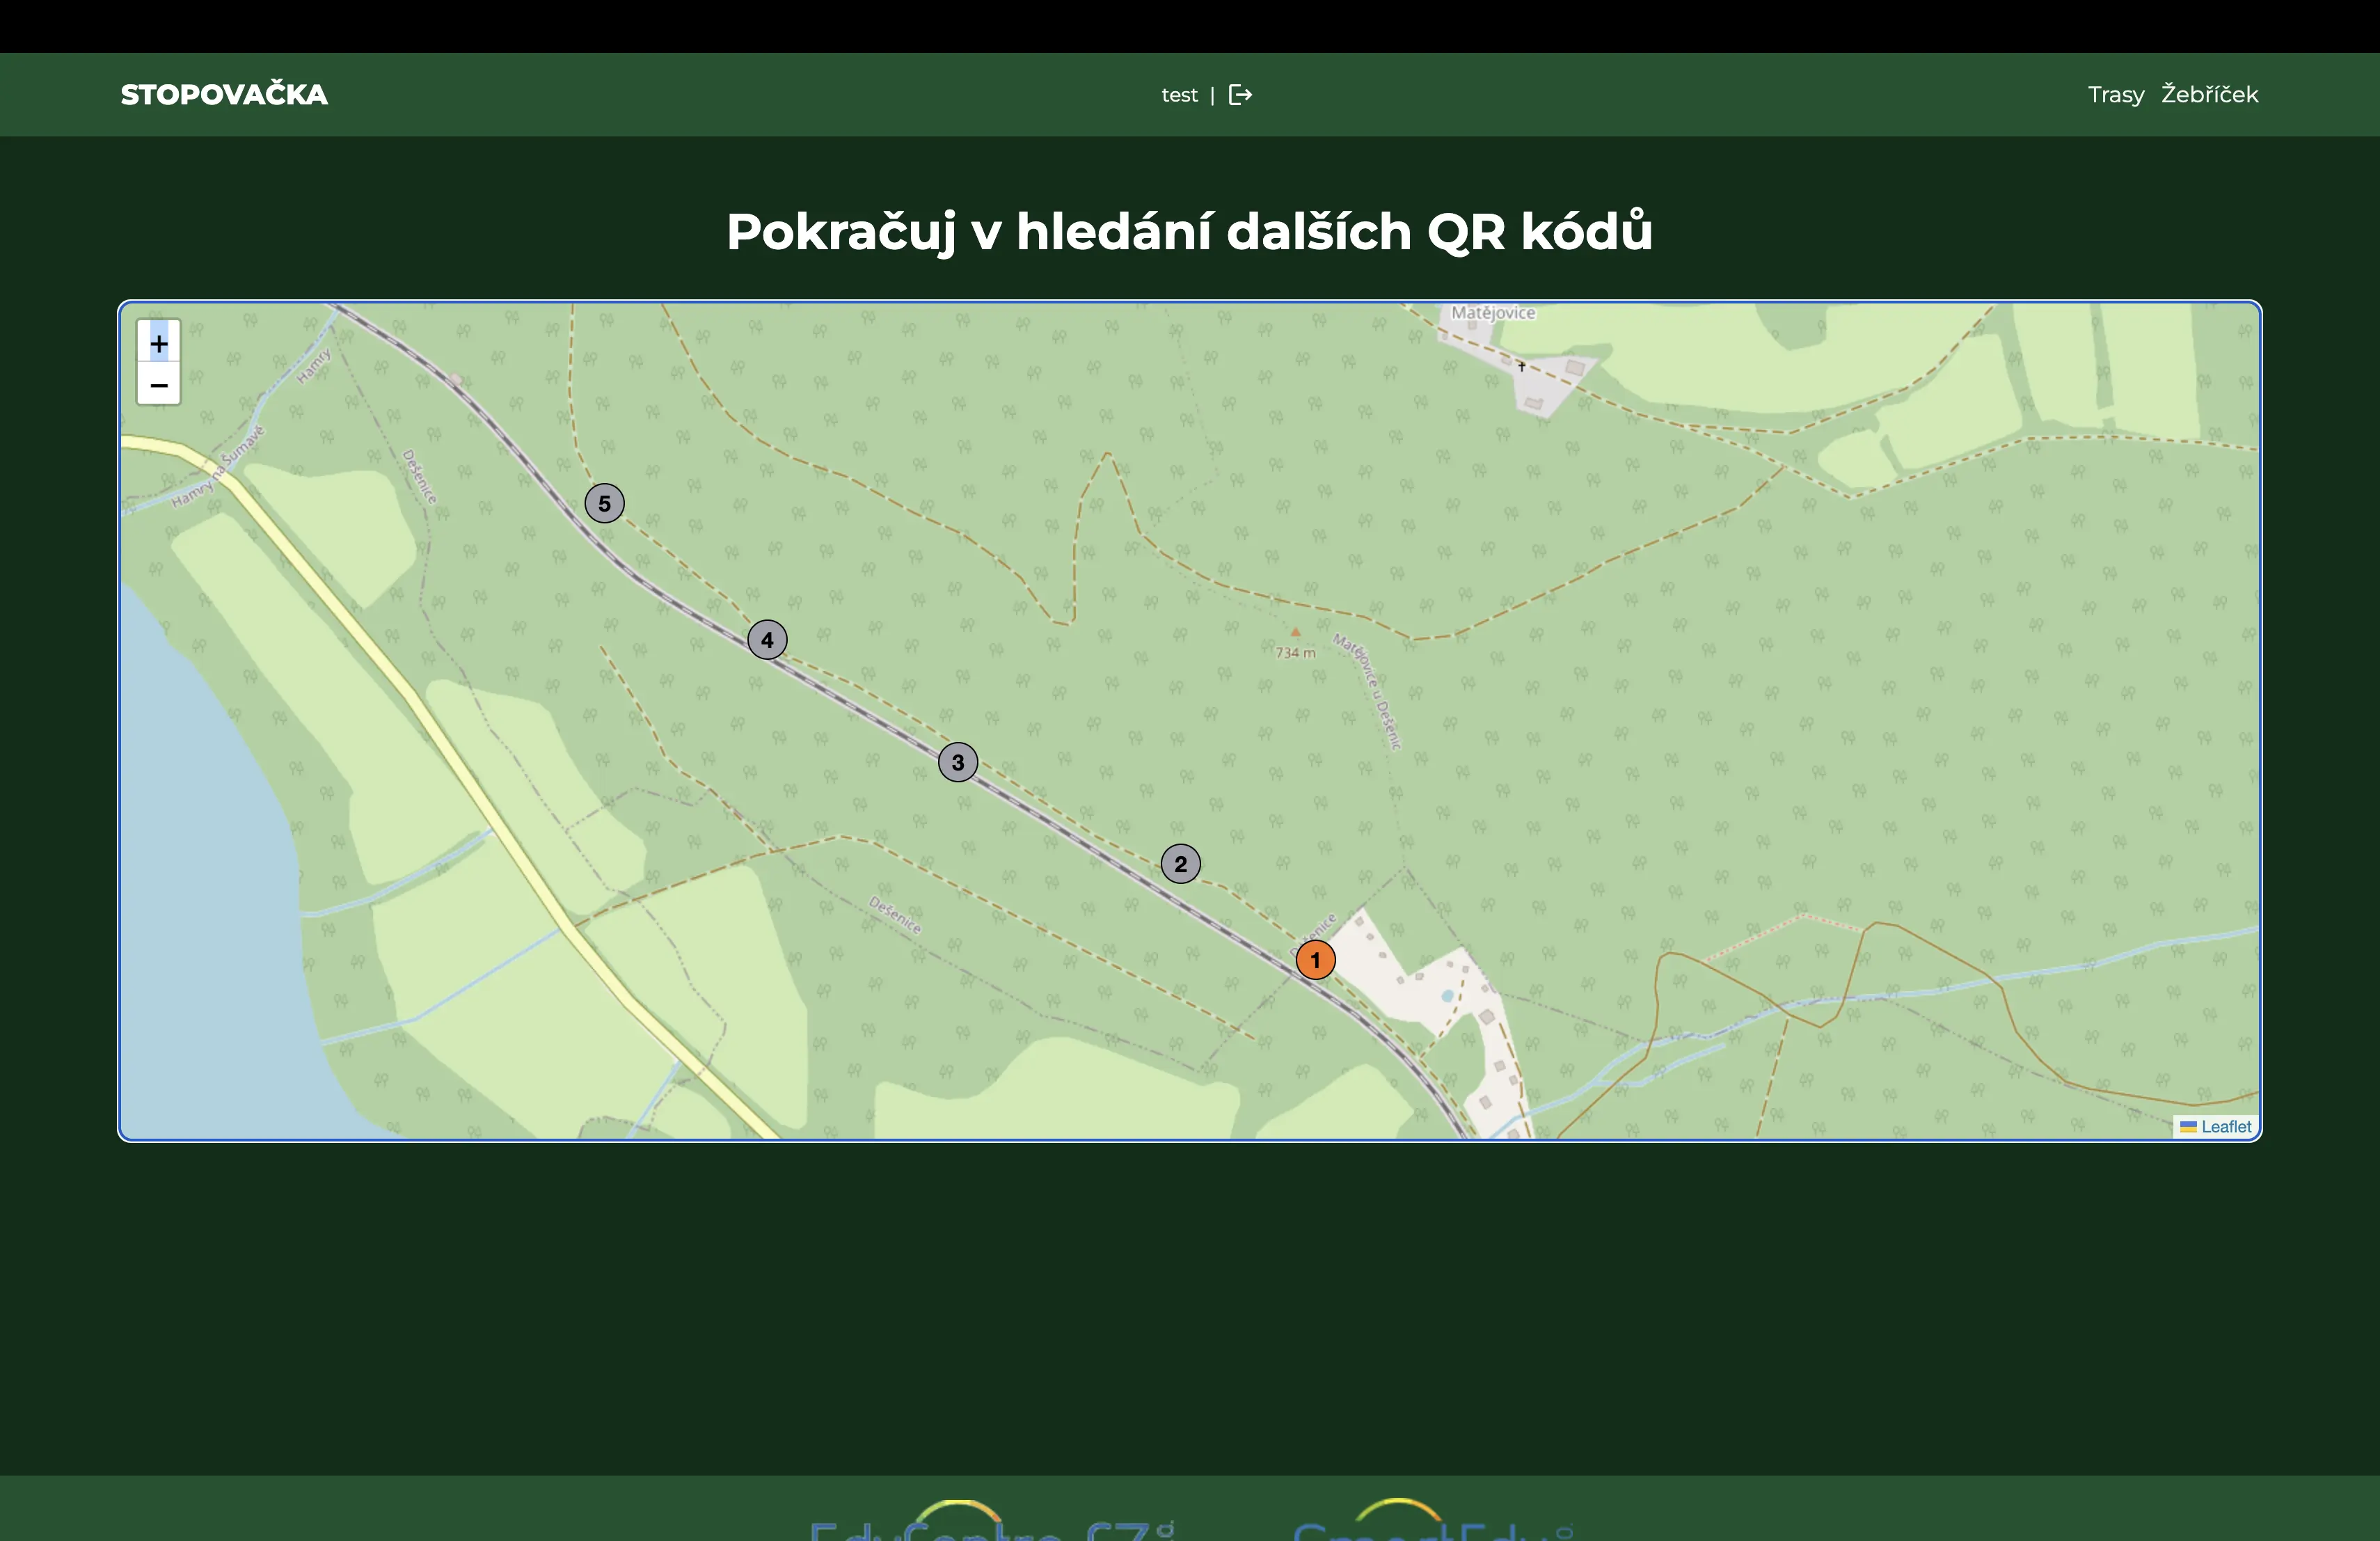 STOPOVAČKA
test |
Trasy Žebříček
Pokračuj v hledání dalších QR kódů
Matějovice
+
−
Hamry
Hamry na Šumavě
Dešenice
5
4
734 m
Matějovice u Dešenic
3
2
Dešenice
1
Leaflet